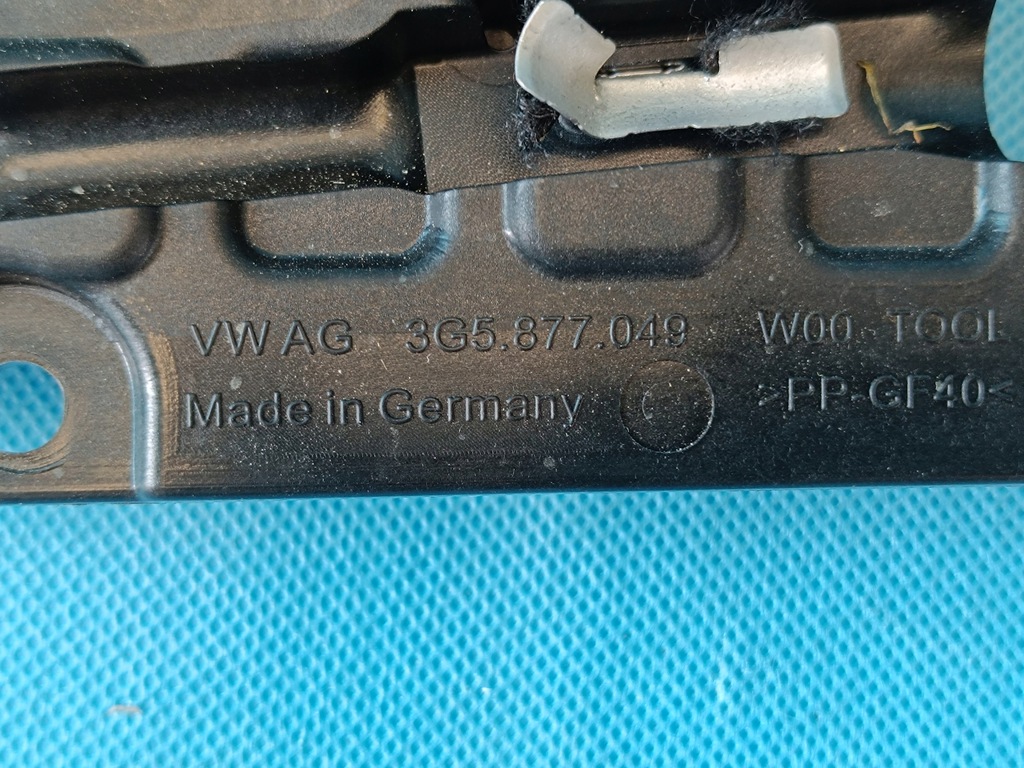 VW AG 3G5.877.049 W00 TOOL
Made in Germany >PP-GF40<